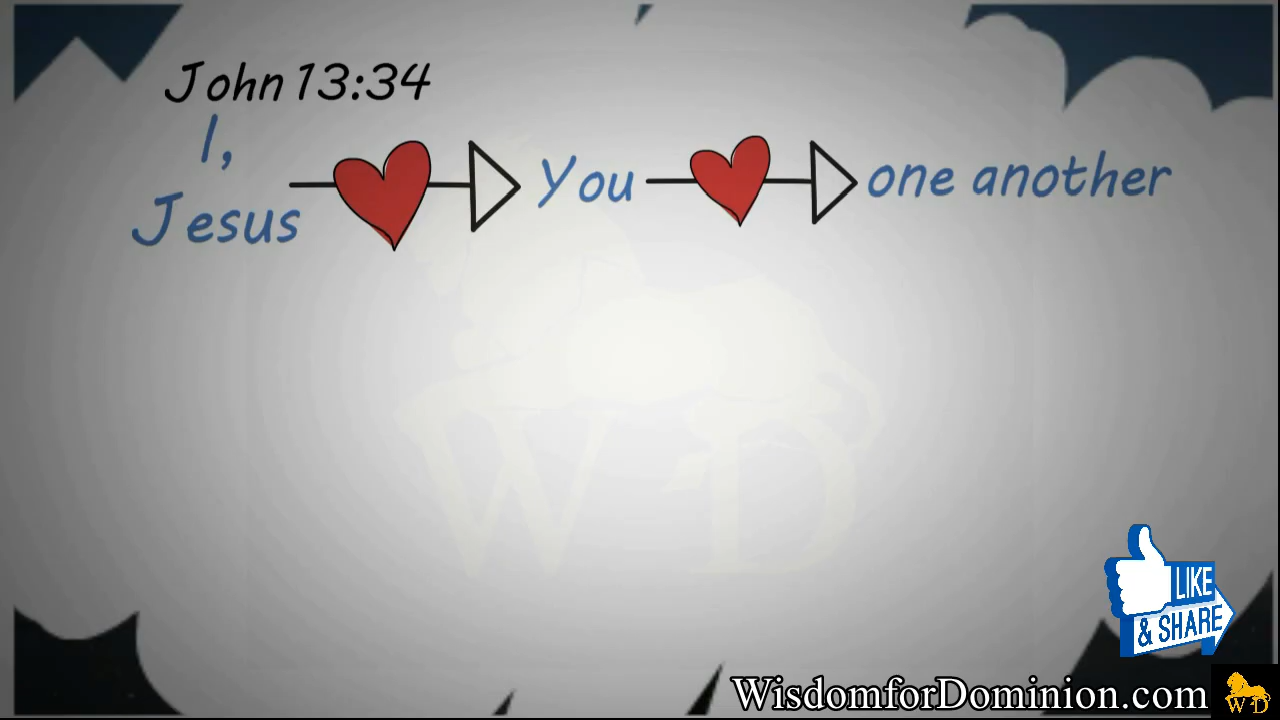 John 13:34
I,
Jesus
You
one another
W D
LIKE
& SHARE
WisdomforDominion.com
W D